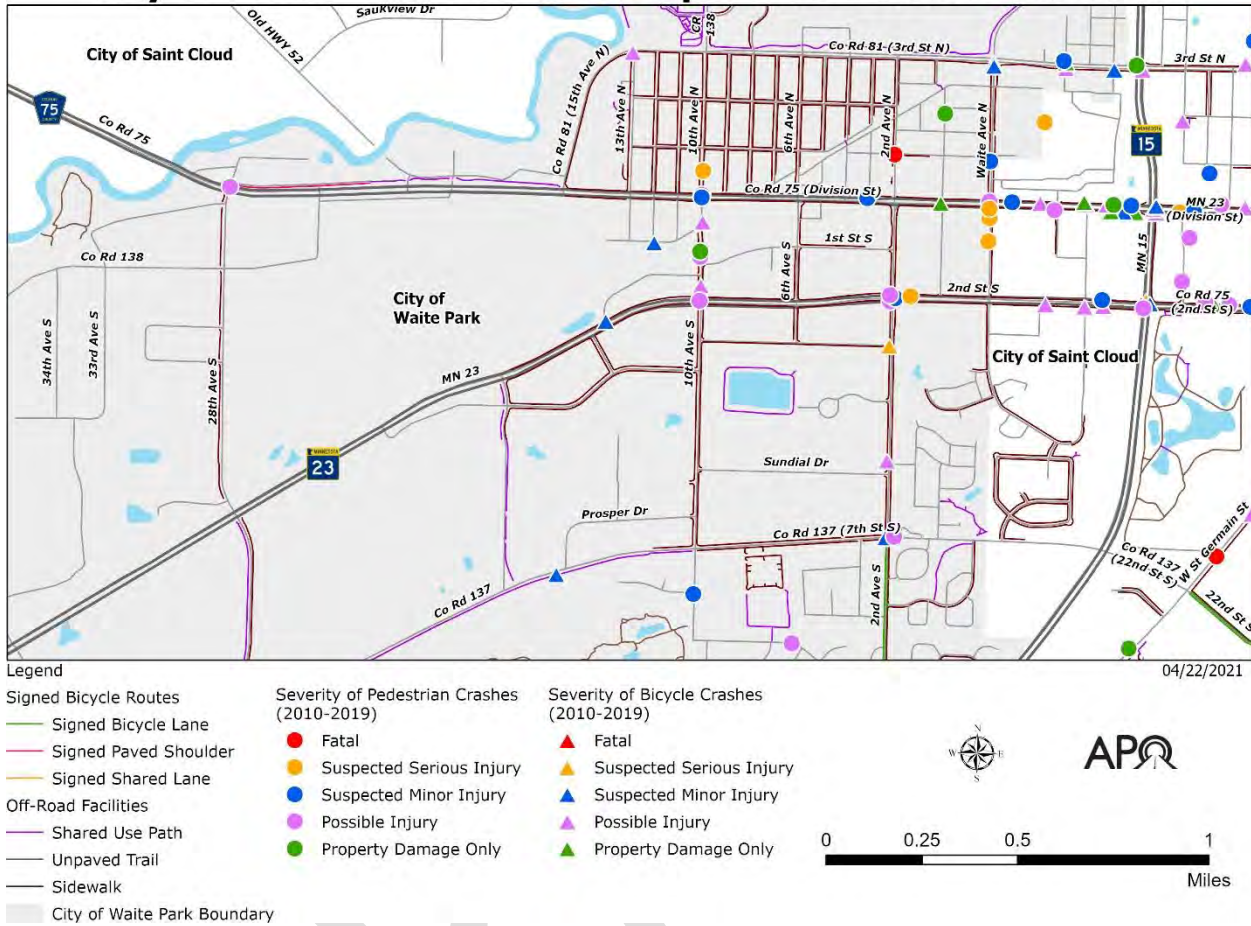 Saukview Dr
Old HWY 52
CR 138
City of Saint Cloud
Co Rd 81 (3rd St N)
3rd St N
COUNTY
75
Co Rd 75
Co Rd 81 (15th Ave N)
13th Ave N
10th Ave N
6th Ave N
2nd Ave N
Waite Ave N
MINNESOTA
15
Co Rd 75 (Division St)
MN 23
(Division St)
1st St S
Co Rd 138
6th Ave S
MN 15
City of
Waite Park
2nd St S
Co Rd 75
(2nd St S)
34th Ave S
33rd Ave S
28th Ave S
10th Ave S
City of Saint Cloud
MN 23
MINNESOTA
23
Sundial Dr
Prosper Dr
Co Rd 137 (7th St S)
Co Rd 137
(22nd St S)
W St Germain St
Co Rd 137
2nd Ave S
22nd St S
Legend
04/22/2021
Signed Bicycle Routes
Signed Bicycle Lane
Signed Paved Shoulder
Signed Shared Lane
Off-Road Facilities
Shared Use Path
Unpaved Trail
Sidewalk
City of Waite Park Boundary
Severity of Pedestrian Crashes
(2010-2019)
Fatal
Suspected Serious Injury
Suspected Minor Injury
Possible Injury
Property Damage Only
Severity of Bicycle Crashes
(2010-2019)
Fatal
Suspected Serious Injury
Suspected Minor Injury
Possible Injury
Property Damage Only
N
W E
S
APO
0 0.25 0.5 1
Miles